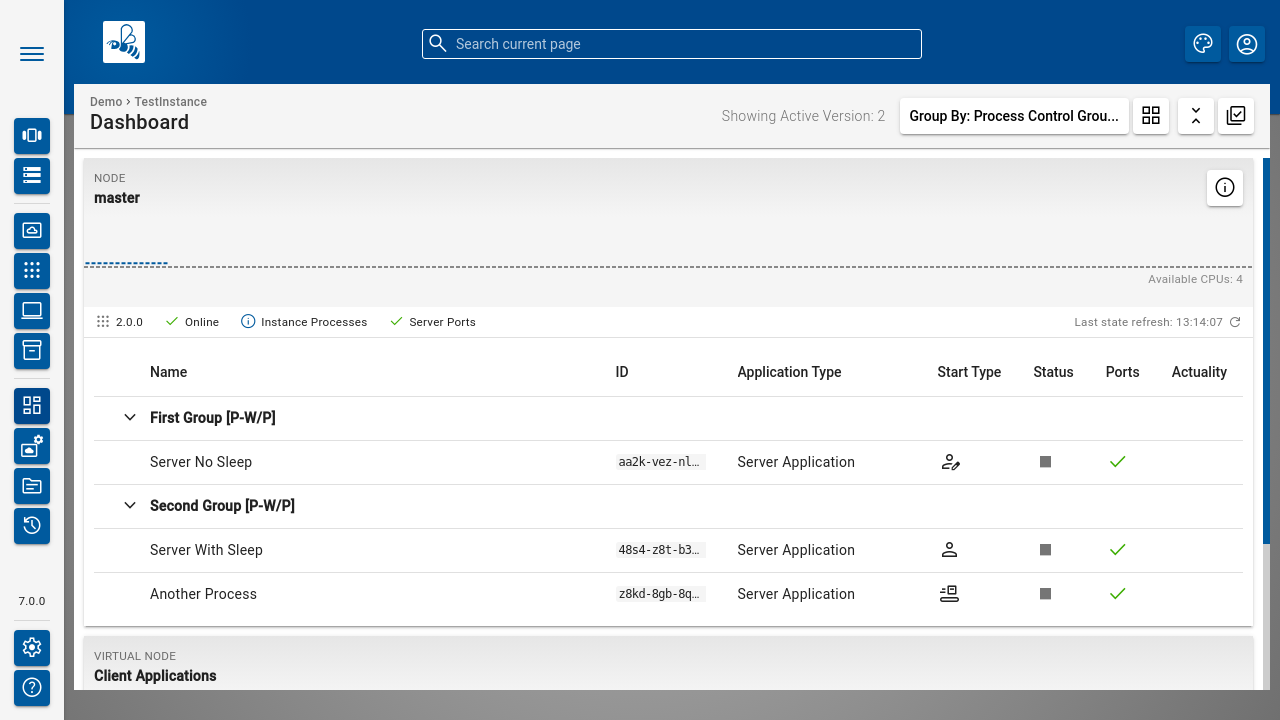 Search current page
Demo › TestInstance
Dashboard
Showing Active Version: 2
Group By: Process Control Grou...
NODE
master
Available CPUs: 4
2.0.0 Online Instance Processes Server Ports Last state refresh: 13:14:07
Name ID Application Type Start Type Status Ports Actuality
First Group [P-W/P]
Server No Sleep aa2k-vez-nl… Server Application
Second Group [P-W/P]
Server With Sleep 48s4-z8t-b3… Server Application
Another Process z8kd-8gb-8q… Server Application
7.0.0
VIRTUAL NODE
Client Applications